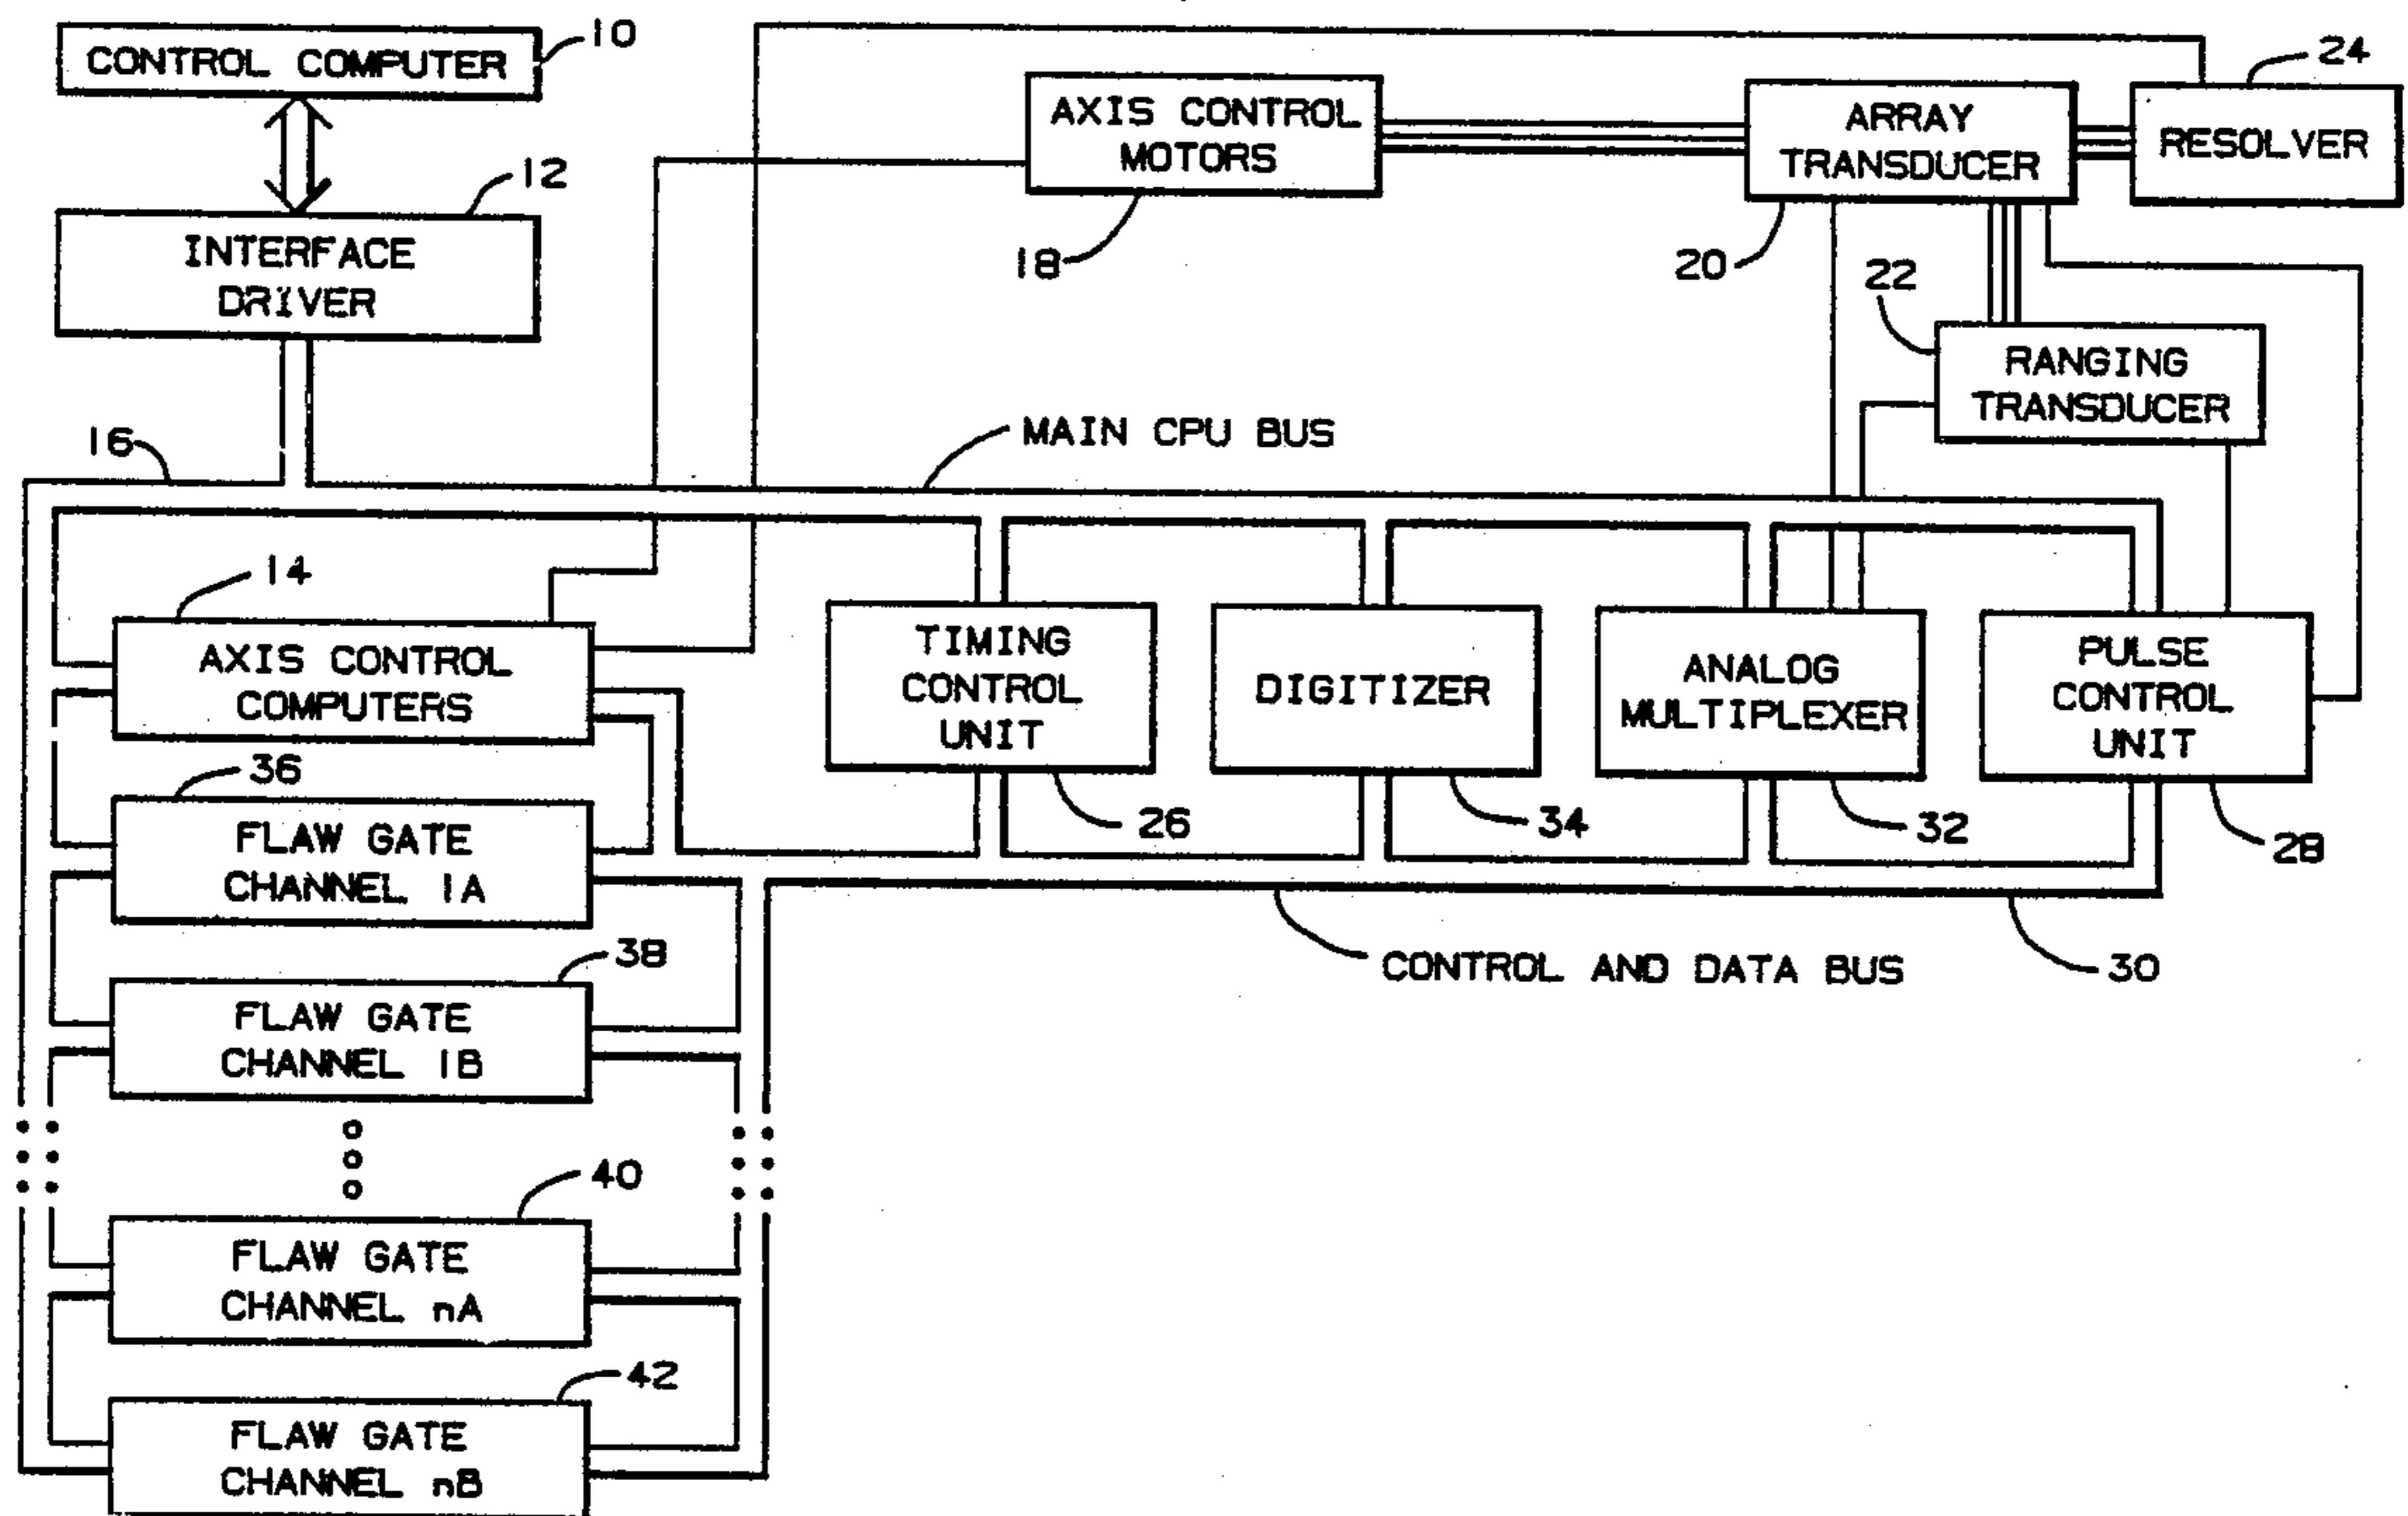 CONTROL COMPUTER
10
INTERFACE
DRIVER
12
AXIS CONTROL
MOTORS
18
ARRAY
TRANSDUCER
20
RESOLVER
24
22
RANGING
TRANSDUCER
16
MAIN CPU BUS
14
AXIS CONTROL
COMPUTERS
TIMING
CONTROL
UNIT
26
DIGITIZER
34
ANALOG
MULTIPLEXER
32
PULSE
CONTROL
UNIT
28
36
FLAW GATE
CHANNEL 1A
CONTROL AND DATA BUS
30
38
FLAW GATE
CHANNEL 1B
40
FLAW GATE
CHANNEL nA
42
FLAW GATE
CHANNEL nB